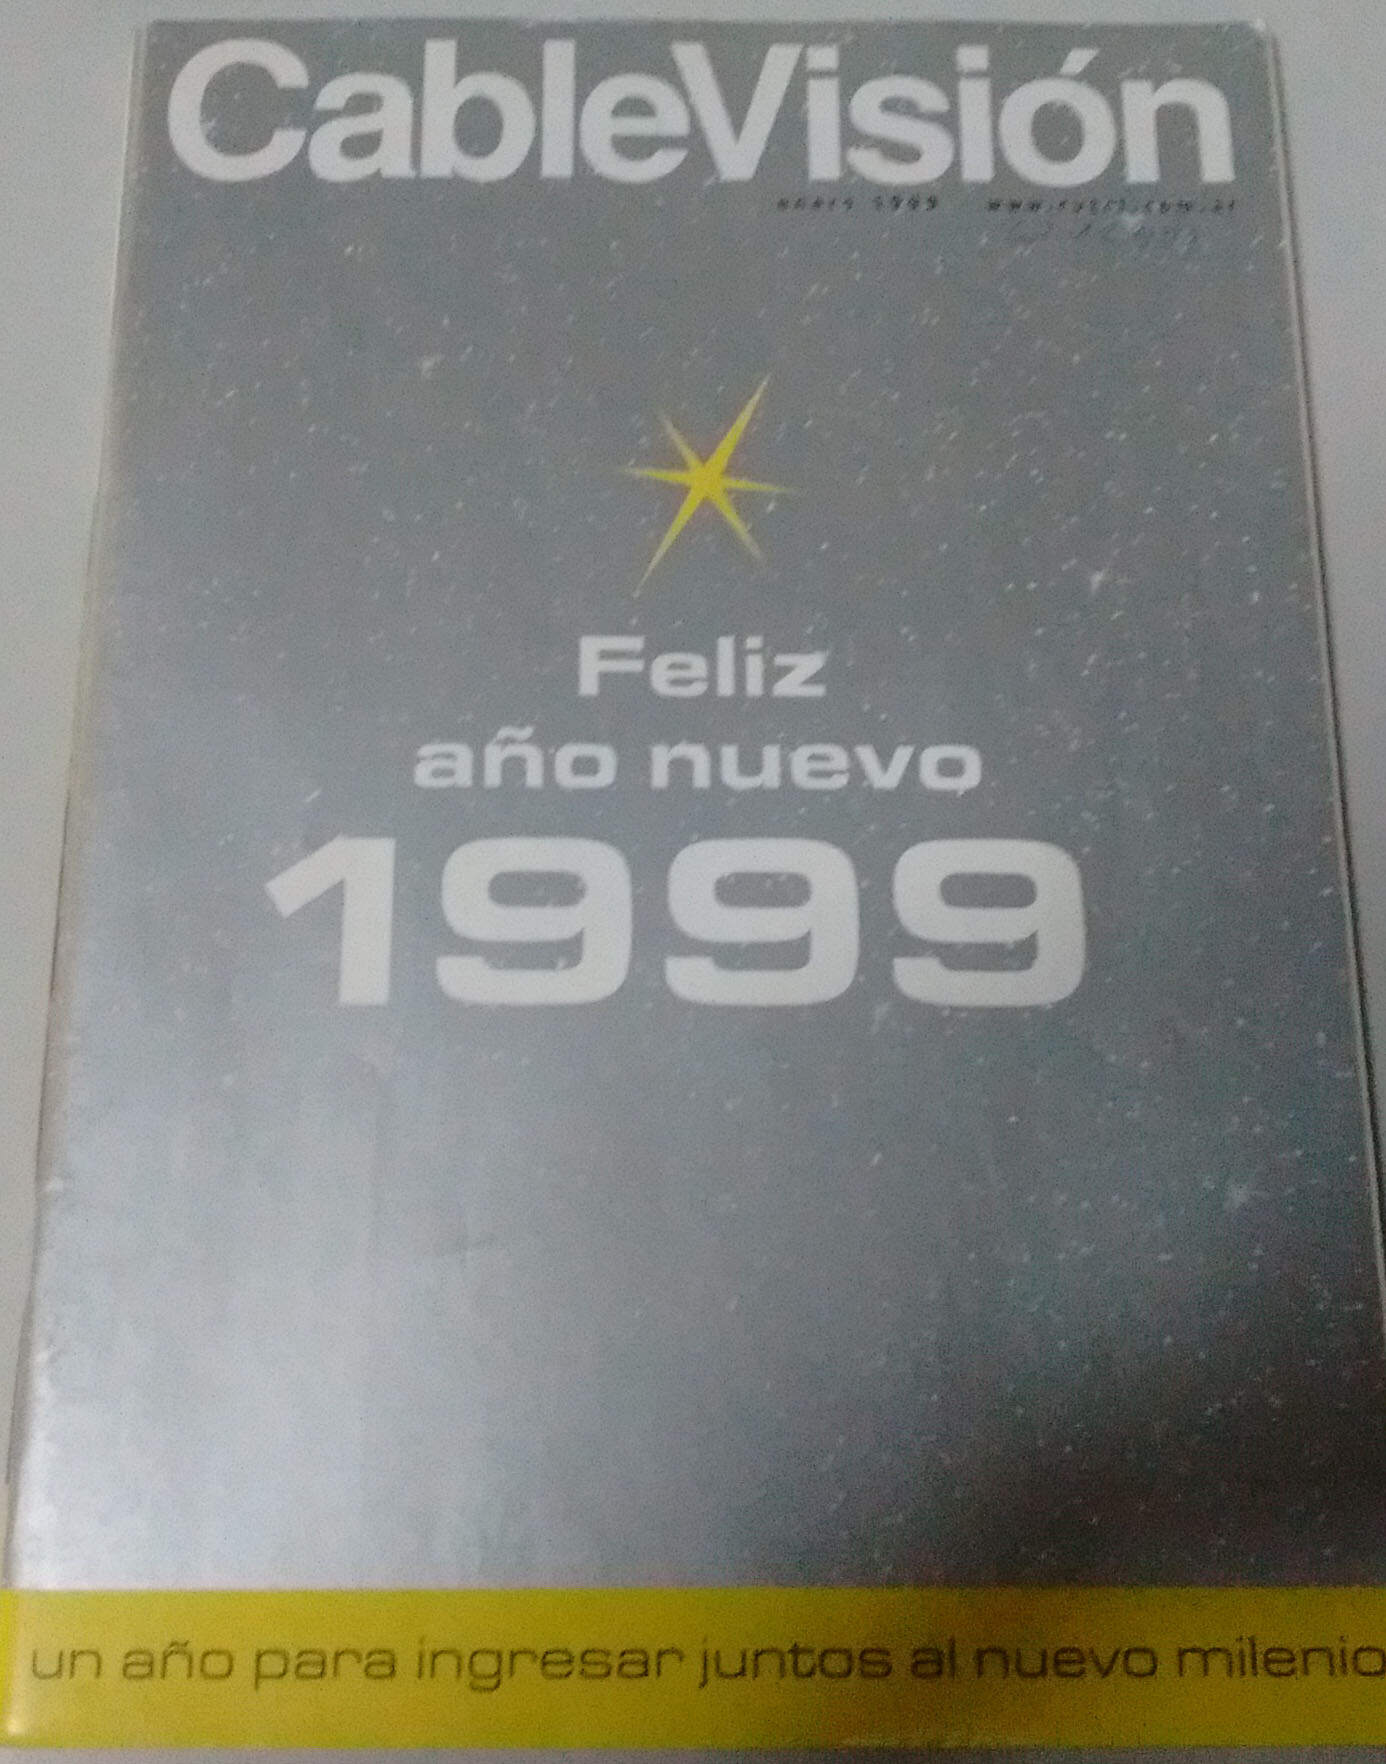 CableVisión
enero 1999
Feliz
año nuevo
1999
un año para ingresar juntos al nuevo milenio